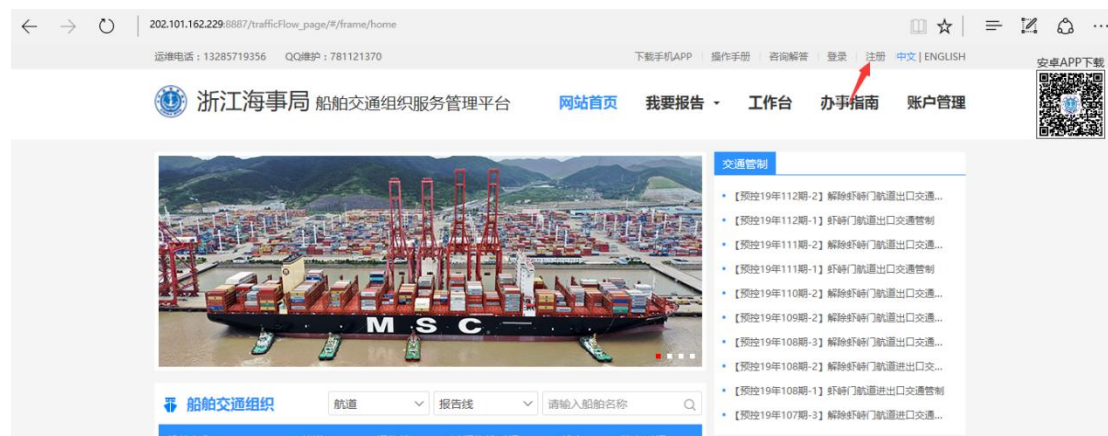 202.101.162.229:8887/trafficFlow_page/#/frame/home
运维电话：13285719356 QQ维护：781121370 下载手机APP 操作手册 咨询解答 登录 注册 中文 | ENGLISH
安卓APP下载
浙江海事局 船舶交通组织服务管理平台 网站首页 我要报告 工作台 办事指南 账户管理
交通管制
【预控19年112期-2】解除虾峙门航道出口交通...
【预控19年112期-1】虾峙门航道出口交通管制
【预控19年111期-2】解除虾峙门航道出口交通...
【预控19年111期-1】虾峙门航道出口交通管制
【预控19年110期-2】解除虾峙门航道出口交通...
【预控19年109期-2】解除虾峙门航道出口交通...
【预控19年108期-3】解除虾峙门航道出口交通...
【预控19年108期-2】解除虾峙门航道进出口交...
【预控19年108期-1】虾峙门航道进出口交通管制
【预控19年107期-3】解除虾峙门航道进口交通...
MSC
船舶交通组织 航道 报告线 请输入船舶名称